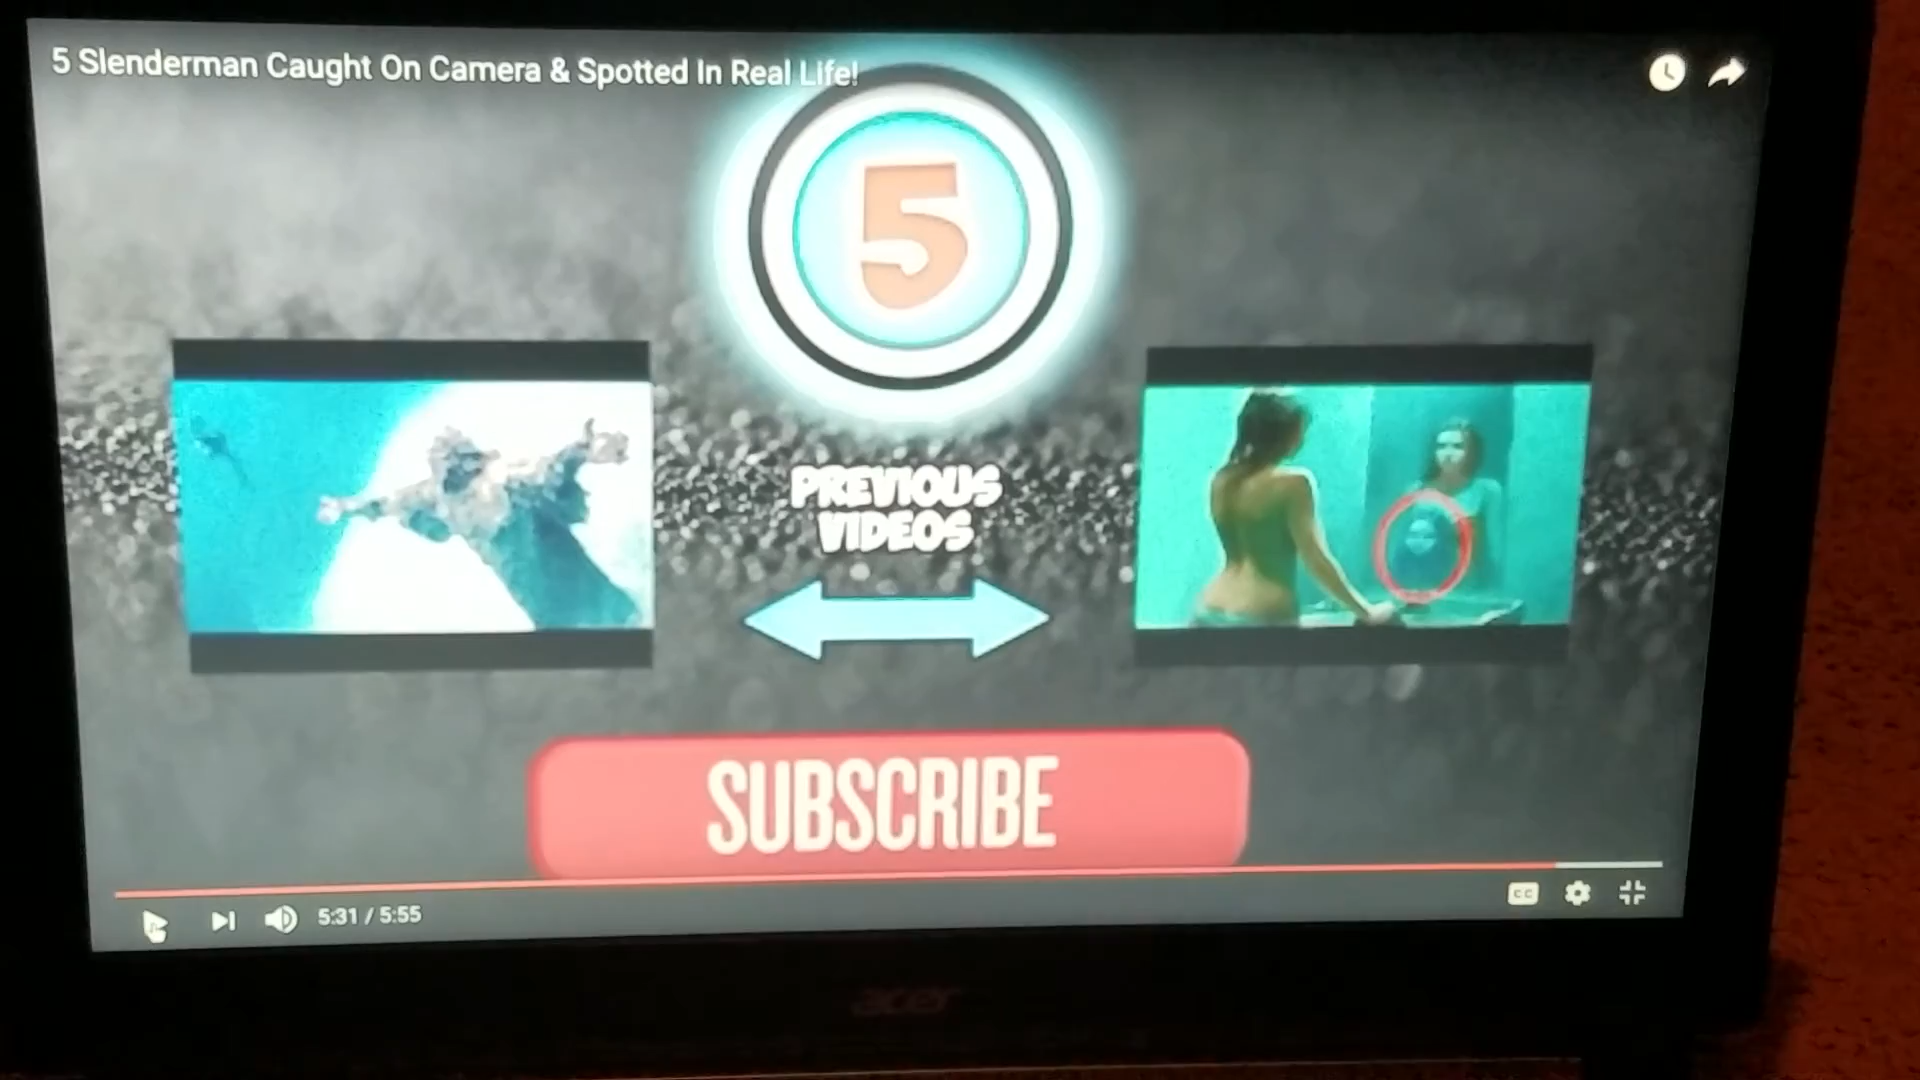 5 Slenderman Caught On Camera & Spotted In Real Life!
5
PREVIOUS
VIDEOS
SUBSCRIBE
5:31 / 5:55
CC
acer